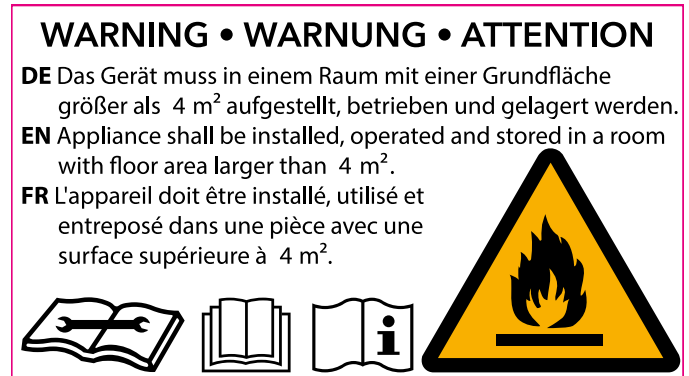 WARNING • WARNUNG • ATTENTION
DE Das Gerät muss in einem Raum mit einer Grundfläche
größer als 4 m² aufgestellt, betrieben und gelagert werden.
EN Appliance shall be installed, operated and stored in a room
with floor area larger than 4 m².
FR L'appareil doit être installé, utilisé et
entreposé dans une pièce avec une
surface supérieure à 4 m².
i